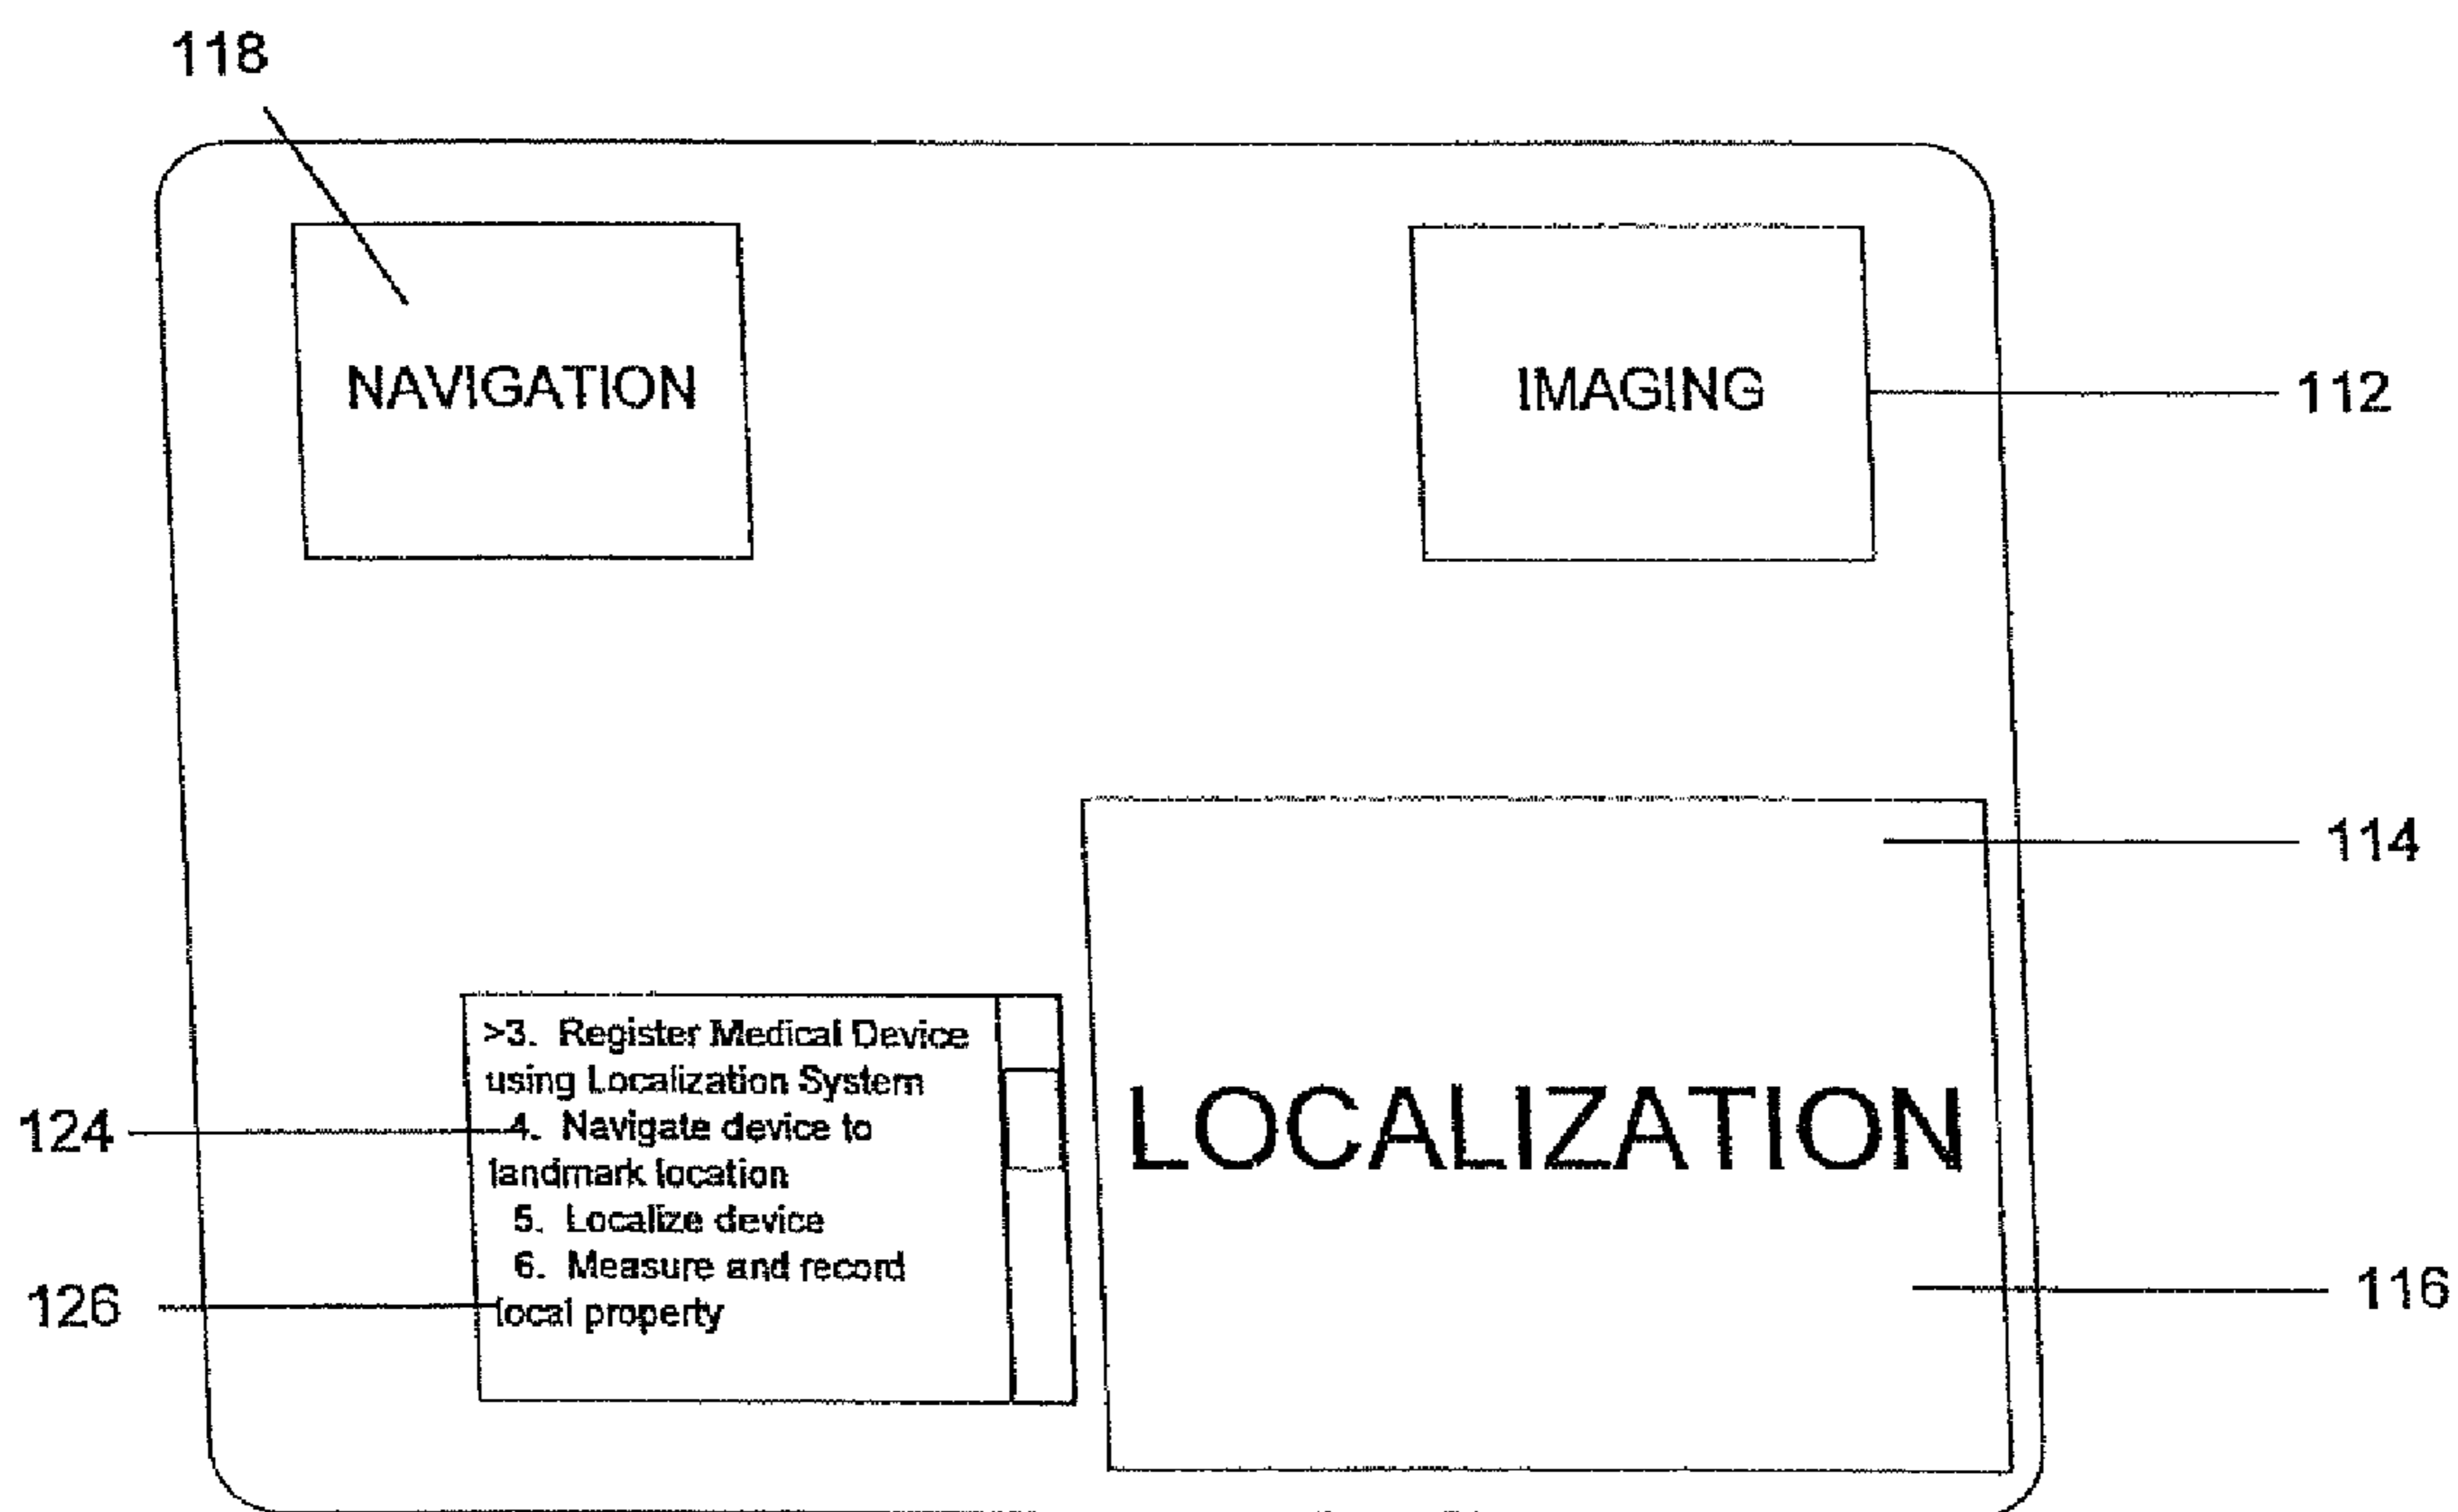 118
NAVIGATION
IMAGING
112
114
>3. Register Medical Device
using Localization System
4. Navigate device to
landmark location
5. Localize device
6. Measure and record
local property
LOCALIZATION
124
126
116